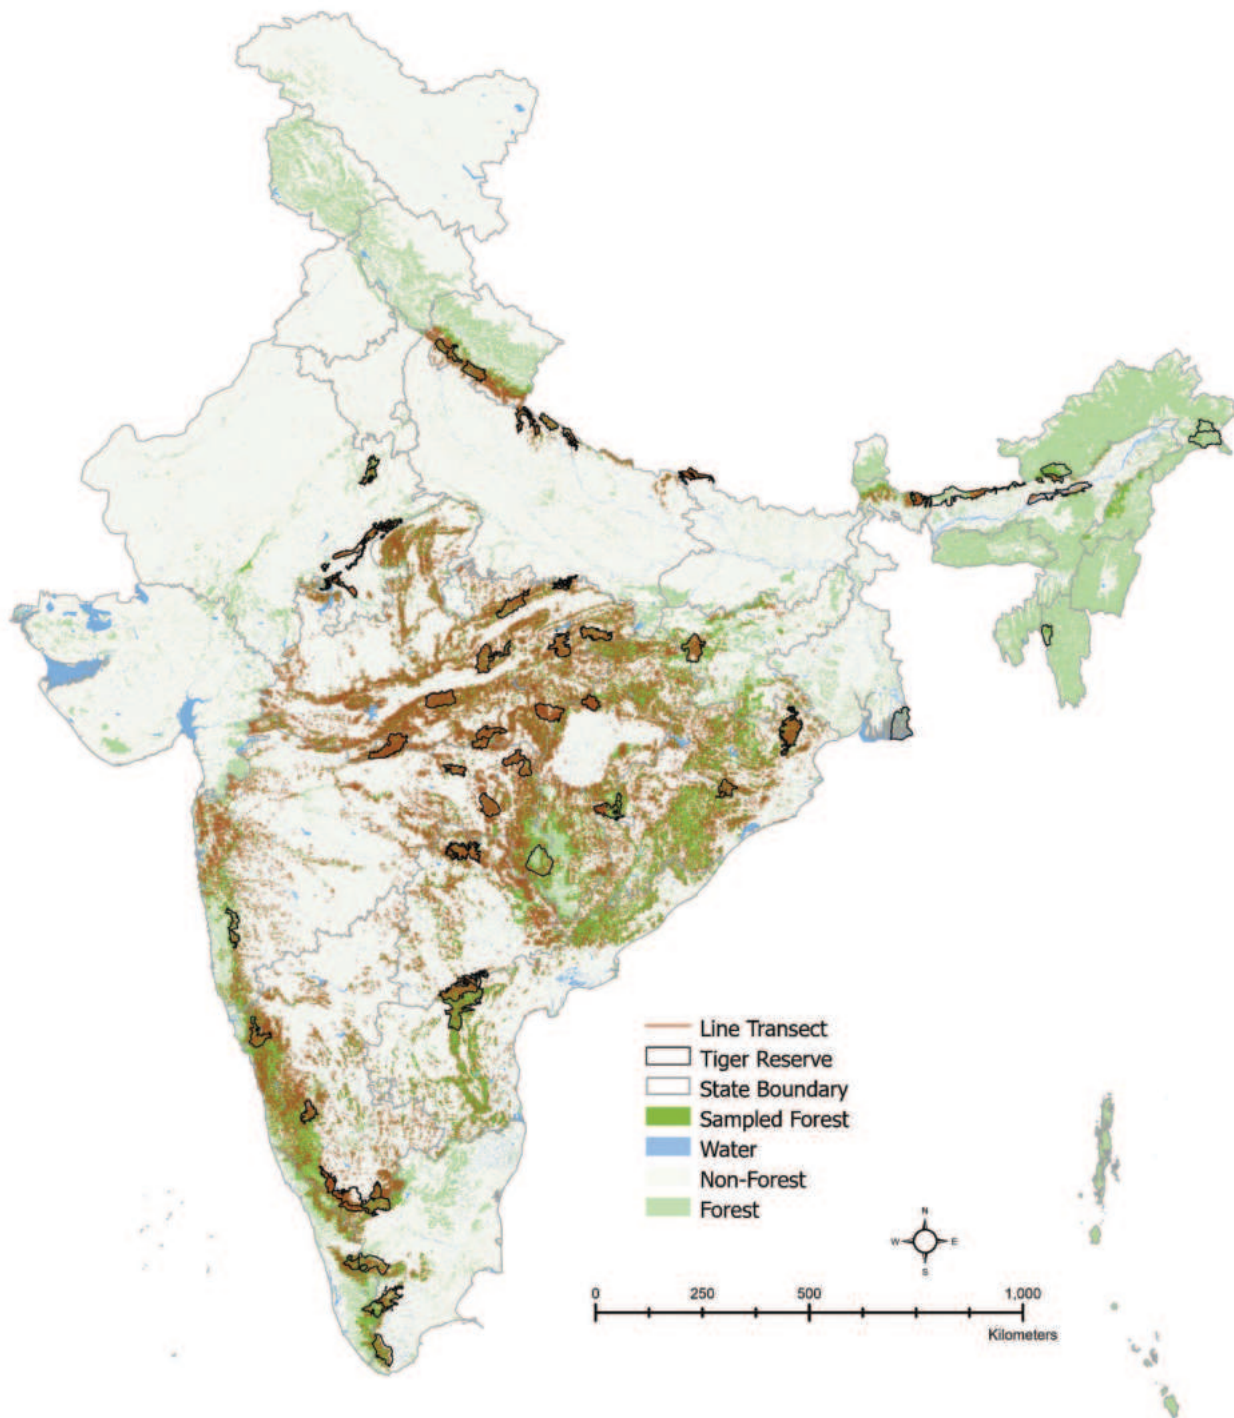 Line Transect
Tiger Reserve
State Boundary
Sampled Forest
Water
Non-Forest
Forest
N
W E
S
0 250 500 1,000
Kilometers